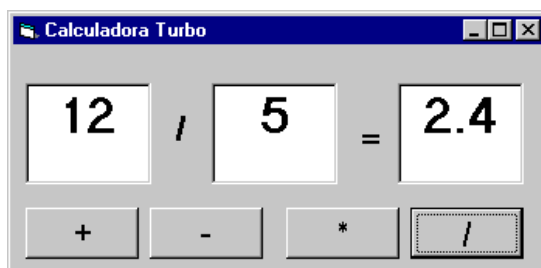 Calculadora Turbo
12 / 5 = 2.4
+ - * /